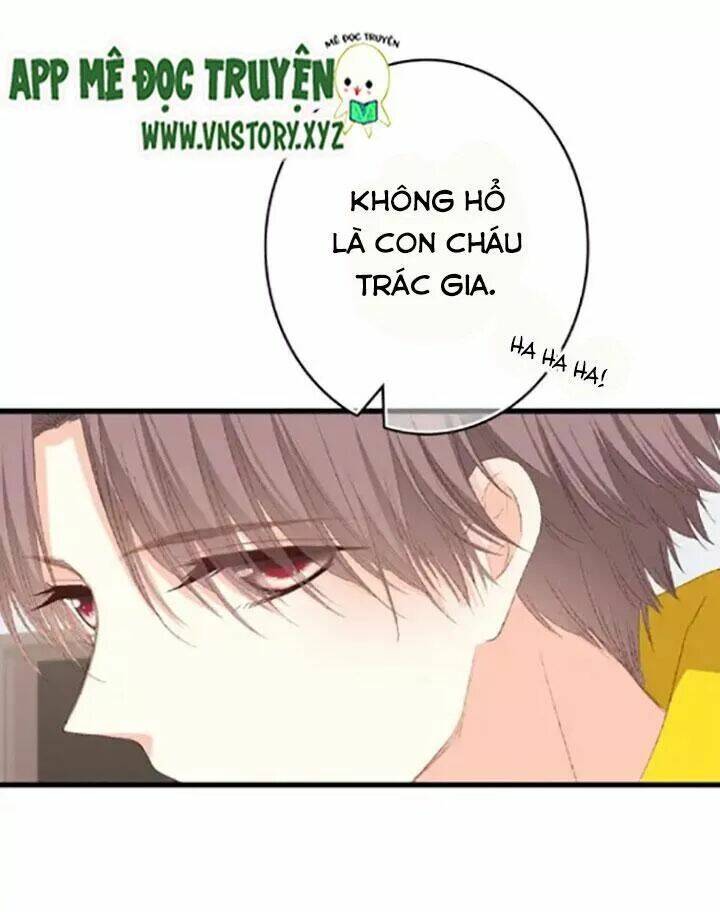 MÊ ĐỌC TRUYỆN
APP MÊ ĐỌC TRUYỆN
WWW.VNSTORY.XYZ
KHÔNG HỔ
LÀ CON CHÁU
TRÁC GIA.
HA HA HA!